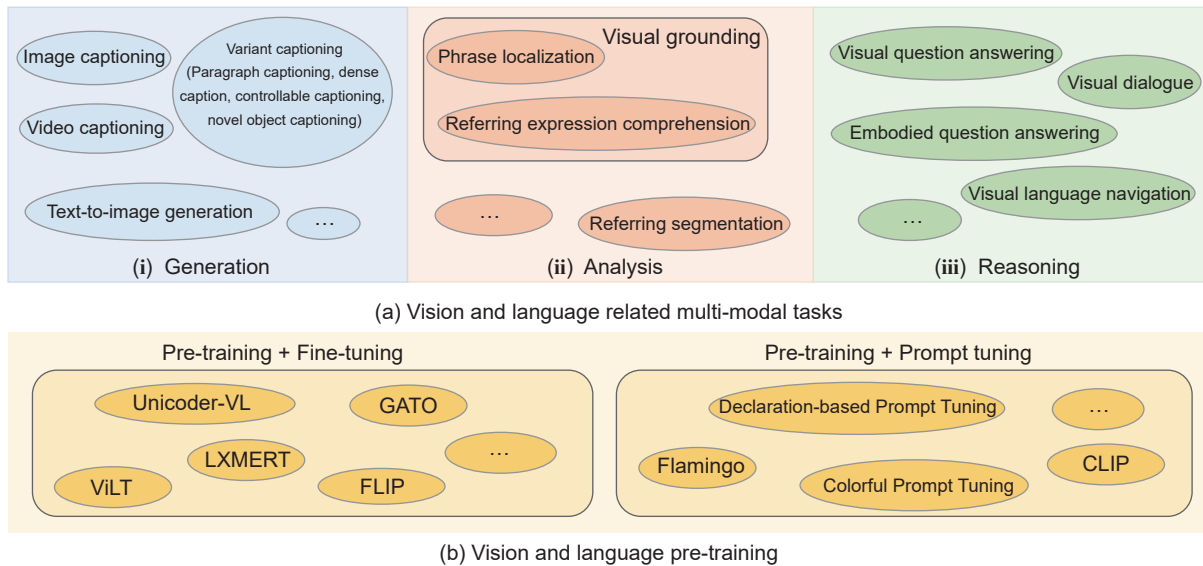 Image captioning
Variant captioning
(Paragraph captioning, dense
caption, controllable captioning,
novel object captioning)
Video captioning
Text-to-image generation
…
(i) Generation
Visual grounding
Phrase localization
Referring expression comprehension
…
Referring segmentation
(ii) Analysis
Visual question answering
Visual dialogue
Embodied question answering
Visual language navigation
…
(iii) Reasoning
(a) Vision and language related multi-modal tasks
Pre-training + Fine-tuning
Unicoder-VL
GATO
LXMERT
…
ViLT
FLIP
Pre-training + Prompt tuning
Declaration-based Prompt Tuning
…
Flamingo
CLIP
Colorful Prompt Tuning
(b) Vision and language pre-training